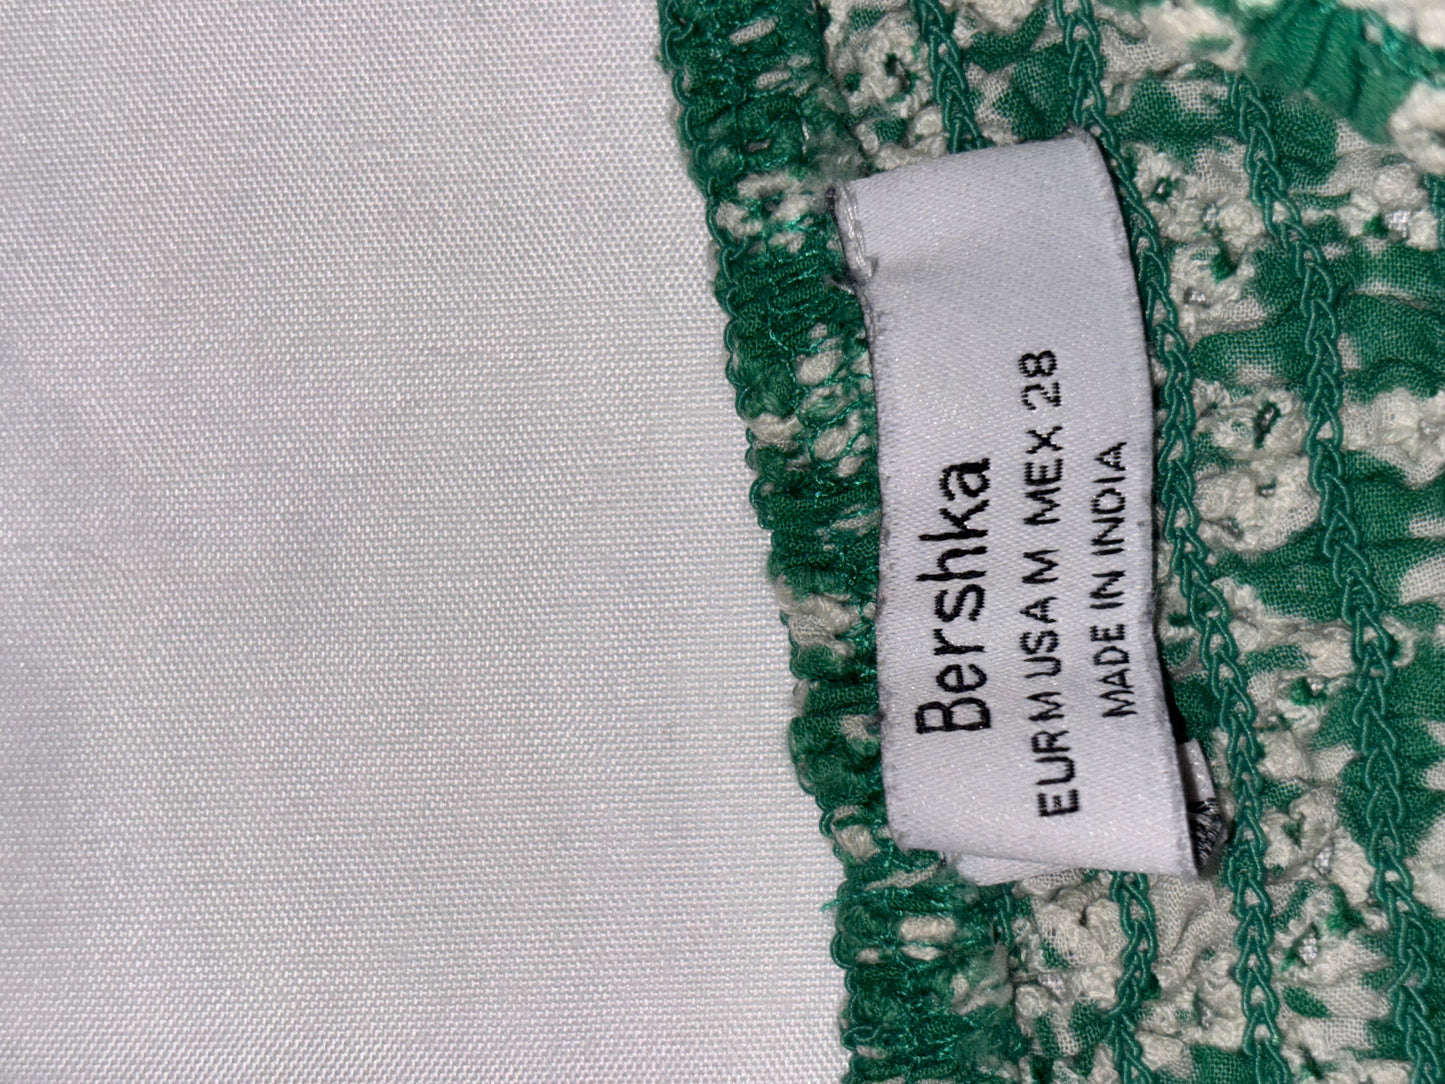 Bershka
EUR M USA M MEX 28
MADE IN INDIA